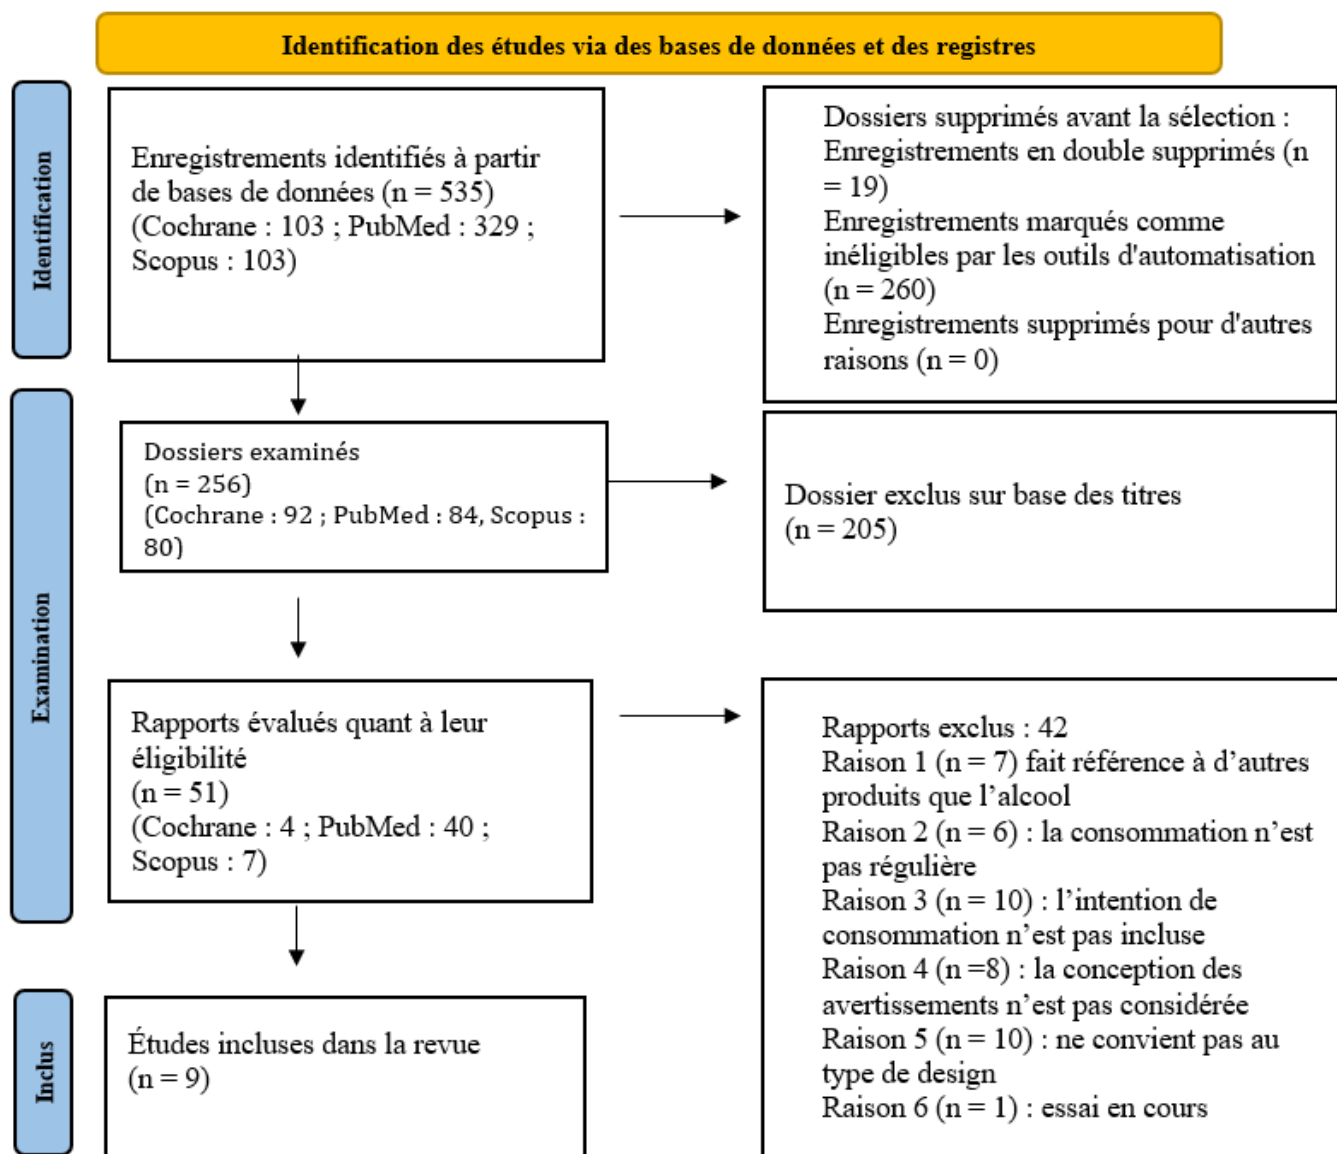 Identification des études via des bases de données et des registres
Identification
Enregistrements identifiés à partir
de bases de données (n = 535)
(Cochrane : 103 ; PubMed : 329 ;
Scopus : 103)
Dossiers supprimés avant la sélection :
Enregistrements en double supprimés (n
= 19)
Enregistrements marqués comme
inéligibles par les outils d'automatisation
(n = 260)
Enregistrements supprimés pour d'autres
raisons (n = 0)
Examination
Dossiers examinés
(n = 256)
(Cochrane : 92 ; PubMed : 84, Scopus :
80)
Dossier exclus sur base des titres
(n = 205)
Rapports évalués quant à leur
éligibilité
(n = 51)
(Cochrane : 4 ; PubMed : 40 ;
Scopus : 7)
Rapports exclus : 42
Raison 1 (n = 7) fait référence à d’autres
produits que l’alcool
Raison 2 (n = 6) : la consommation n’est
pas régulière
Raison 3 (n = 10) : l’intention de
consommation n’est pas incluse
Raison 4 (n =8) : la conception des
avertissements n’est pas considérée
Raison 5 (n = 10) : ne convient pas au
type de design
Raison 6 (n = 1) : essai en cours
Inclus
Études incluses dans la revue
(n = 9)